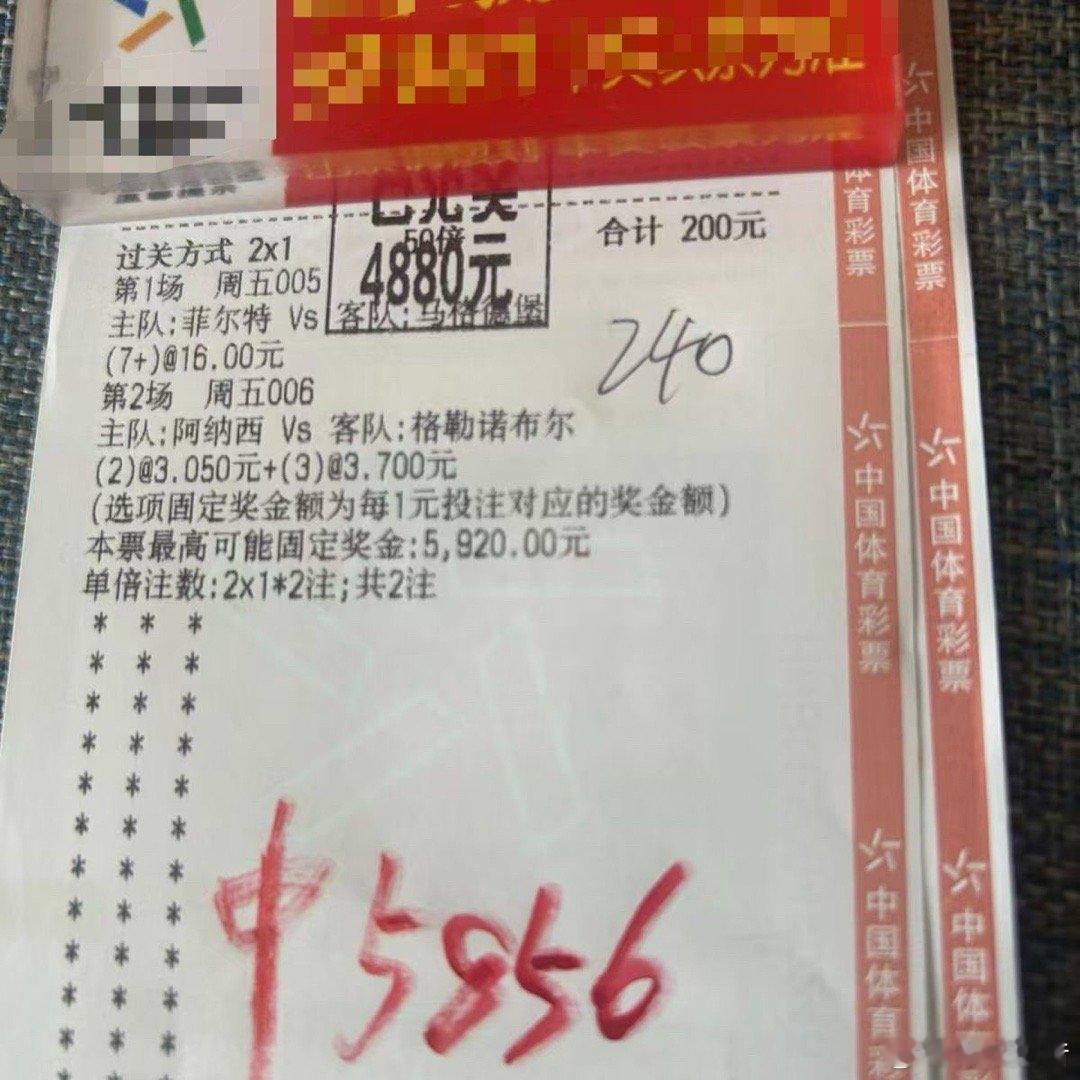 已兑奖
4880元
过关方式 2x1
50倍
合计 200元
第1场 周五005
主队:菲尔特 Vs 客队:马格德堡
(7+)@16.00元
240
第2场 周五006
主队:阿纳西 Vs 客队:格勒诺布尔
(2)@3.050元+(3)@3.700元
(选项固定奖金额为每1元投注对应的奖金额)
本票最高可能固定奖金:5,920.00元
单倍注数:2x1*2注;共2注
* * *
* * *
* * *
* * *
* * *
* * *
* * *
* * *
* * *
* * *
* * *
中5856
体育彩票
中国体育彩票
中国体育彩
中国体育彩票
中国体育彩票
中国体